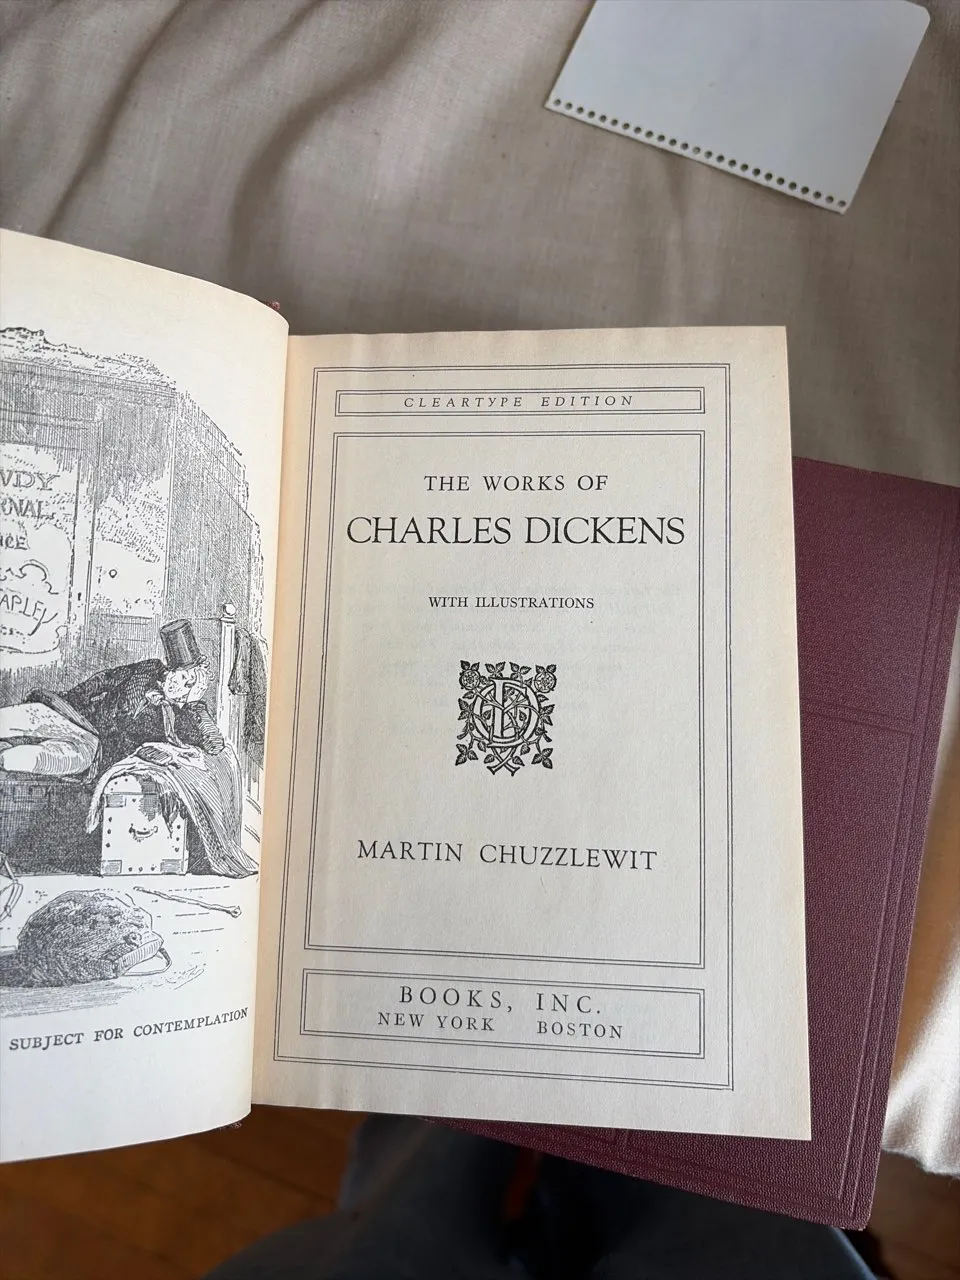 RNAL
SUBJECT FOR CONTEMPLATION
CLEARTYPE EDITION
THE WORKS OF
CHARLES DICKENS
WITH ILLUSTRATIONS
MARTIN CHUZZLEWIT
BOOKS, INC.
NEW YORK BOSTON